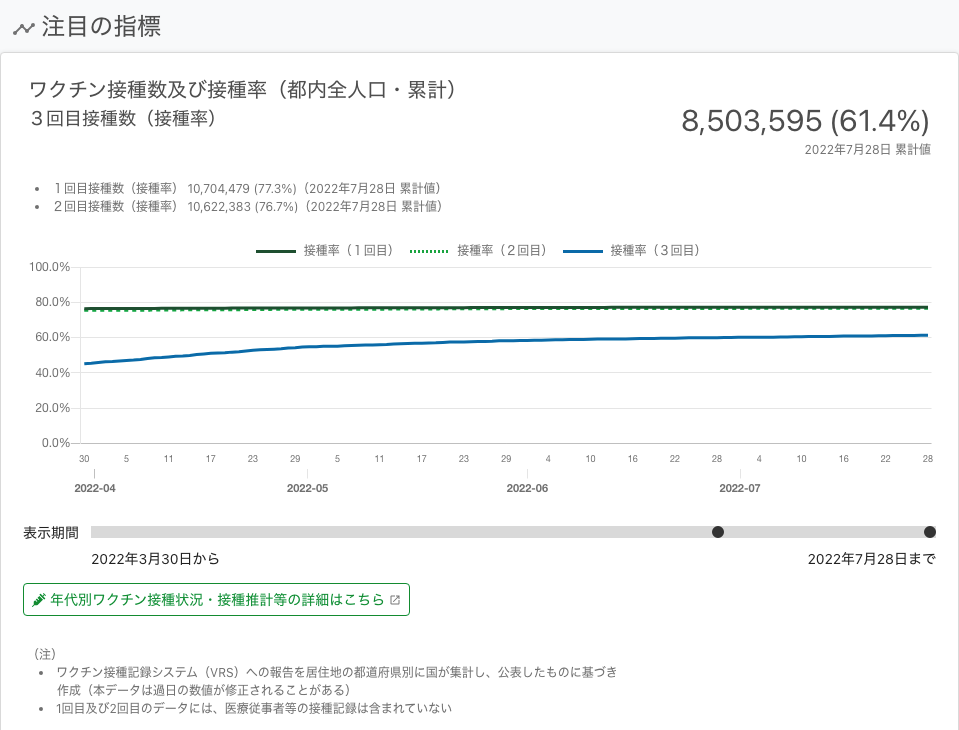 注目の指標
ワクチン接種数及び接種率（都内全人口・累計）
３回目接種数（接種率）
8,503,595 (61.4%)
2022年7月28日 累計値
• １回目接種数（接種率） 10,704,479 (77.3%)（2022年7月28日 累計値）
• ２回目接種数（接種率） 10,622,383 (76.7%)（2022年7月28日 累計値）
接種率（１回目） 接種率（２回目） 接種率（３回目）
100.0%
80.0%
60.0%
40.0%
20.0%
0.0%
30 5 11 17 23 29 5 11 17 23 29 4 10 16 22 28 4 10 16 22 28
2022-04 2022-05 2022-06 2022-07
表示期間
2022年3月30日から 2022年7月28日まで
年代別ワクチン接種状況・接種推計等の詳細はこちら
（注）
• ワクチン接種記録システム（VRS）への報告を居住地の都道府県別に国が集計し、公表したものに基づき
作成（本データは過日の数値が修正されることがある）
• 1回目及び2回目のデータには、医療従事者等の接種記録は含まれていない